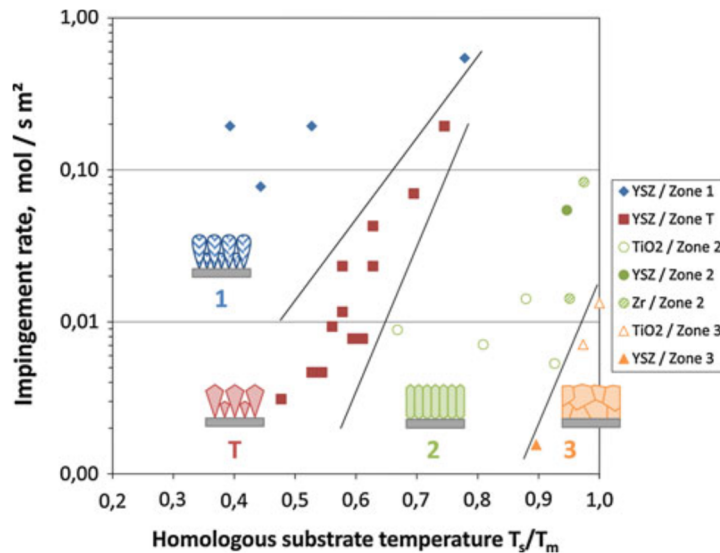 Impingement rate, mol / s m²
1,00
0,10
0,01
0,00
0,2
0,3
0,4
0,5
0,6
0,7
0,8
0,9
1,0
Homologous substrate temperature Ts/Tm
1
T
2
3
YSZ / Zone 1
YSZ / Zone T
TiO2 / Zone 2
YSZ / Zone 2
Zr / Zone 2
TiO2 / Zone 3
YSZ / Zone 3